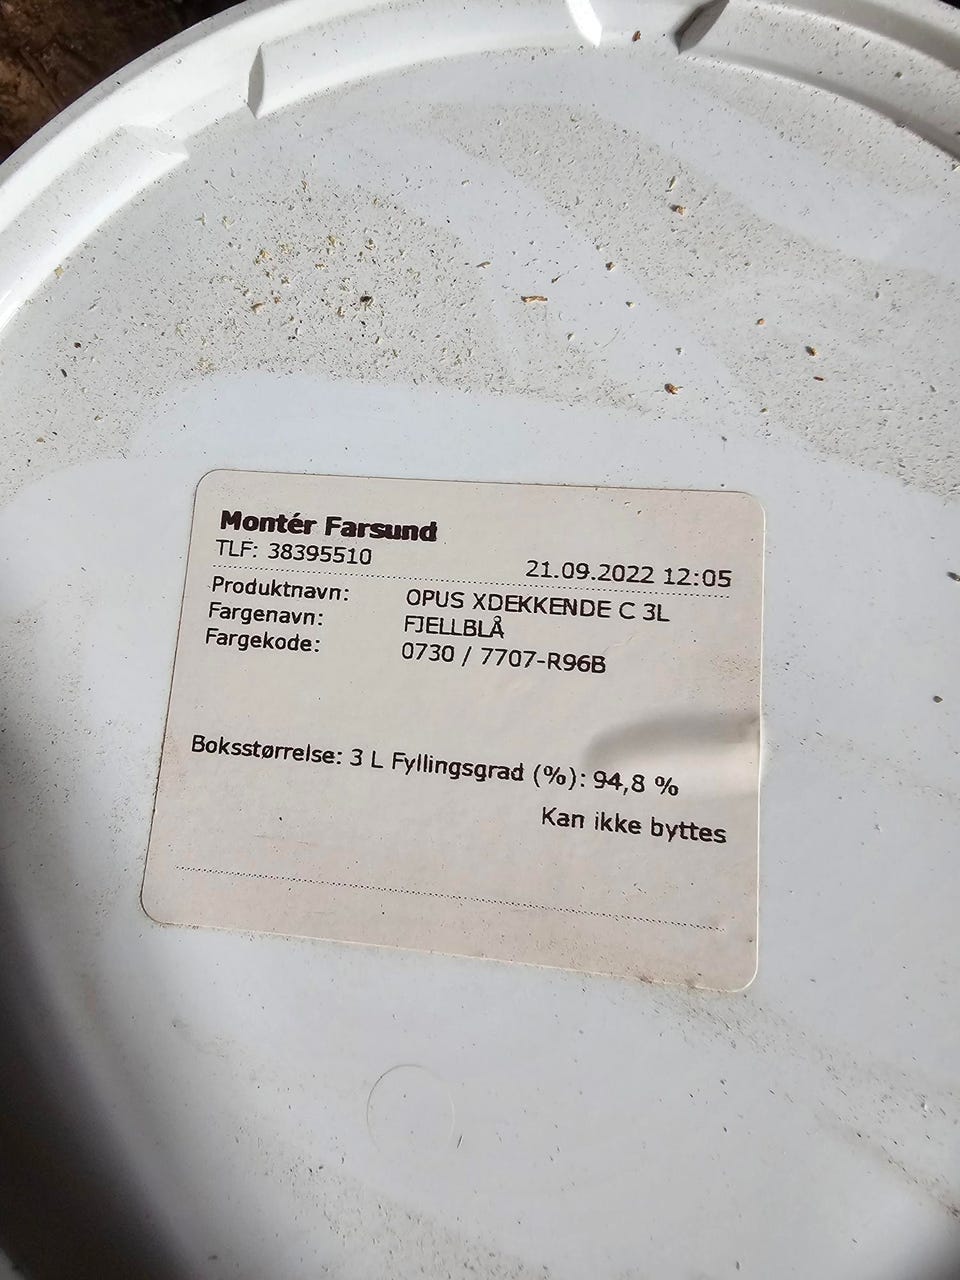 Montér Farsund
TLF: 38395510 21.09.2022 12:05
Produktnavn: OPUS XDEKKENDE C 3L
Fargenavn: FJELLBLÅ
Fargekode: 0730 / 7707-R96B
Boksstørrelse: 3 L Fyllingsgrad (%): 94,8 %
Kan ikke byttes